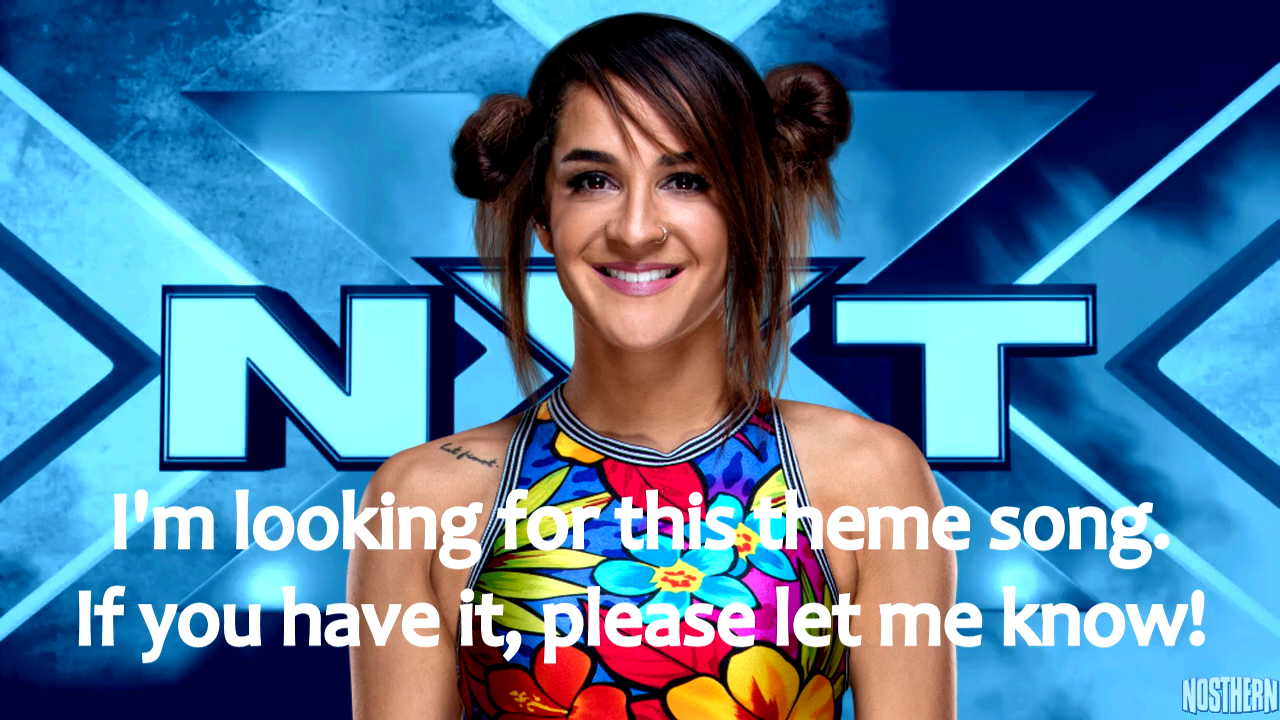 NXT
I'm looking for this theme song.
If you have it, please let me know!
NOSTHERN